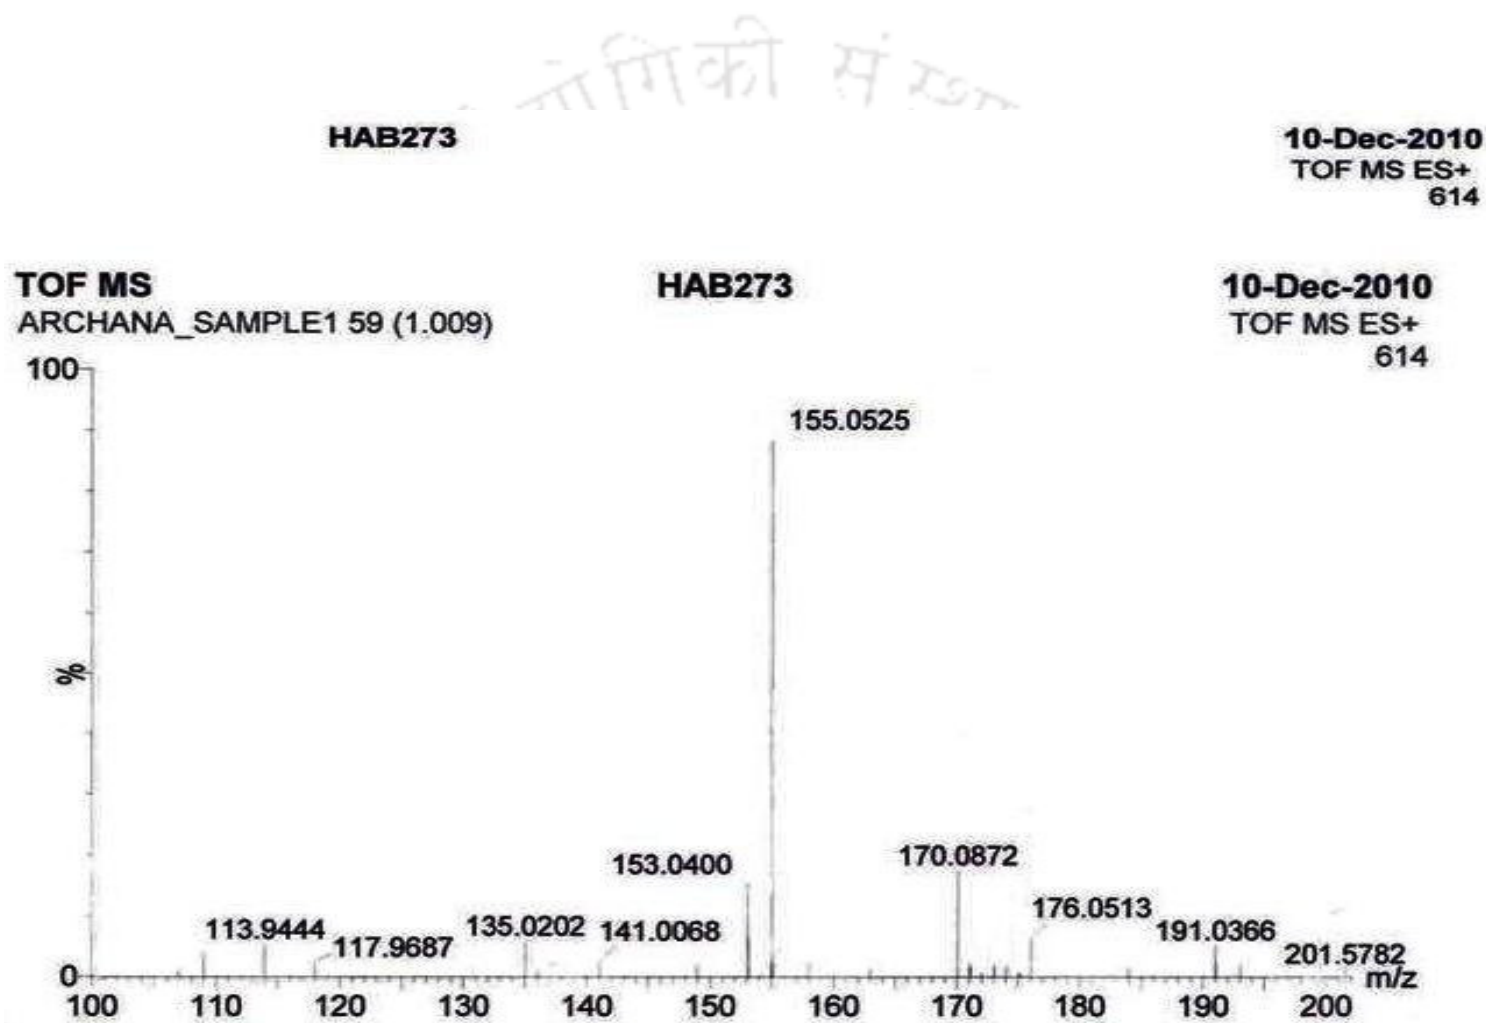 HAB273 10-Dec-2010
TOF MS ES+
614
TOF MS HAB273 10-Dec-2010
ARCHANA_SAMPLE1 59 (1.009) TOF MS ES+
614
100
155.0525
%
153.0400 170.0872
176.0513
113.9444 135.0202 141.0068 191.0366
117.9687 201.5782
0 m/z
100 110 120 130 140 150 160 170 180 190 200